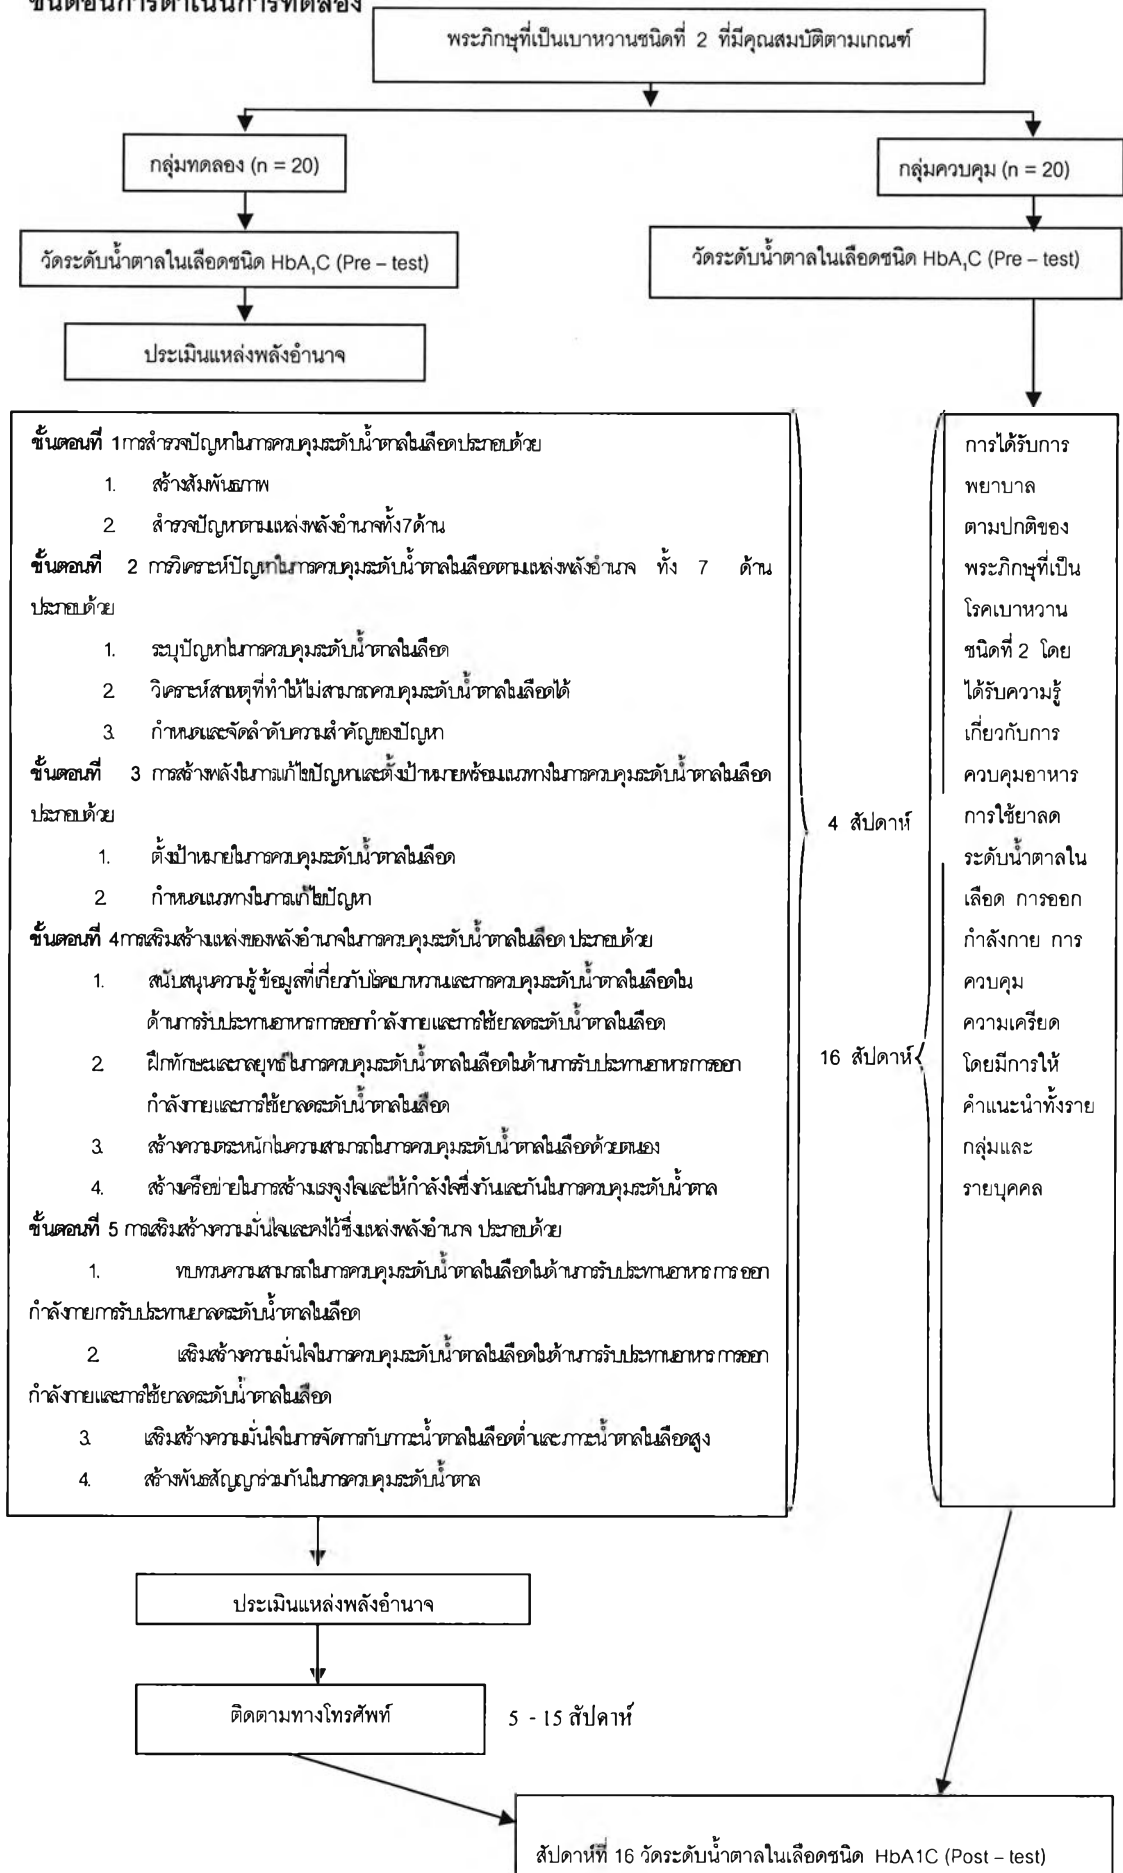 ขั้นตอนการดำเนินการทดลอง
พระภิกษุที่เป็นเบาหวานชนิดที่ 2 ที่มีคุณสมบัติตามเกณฑ์
กลุ่มทดลอง (n = 20)
กลุ่มควบคุม (n = 20)
วัดระดับน้ำตาลในเลือดชนิด HbA₁C (Pre – test)
วัดระดับน้ำตาลในเลือดชนิด HbA₁C (Pre – test)
ประเมินแหล่งพลังอำนาจ
ขั้นตอนที่ 1การสำรวจปัญหาในการควบคุมระดับน้ำตาลในเลือดประกอบด้วย
1. สร้างสัมพันธภาพ
2 สำรวจปัญหาตามแหล่งพลังอำนาจทั้ง7ด้าน
ขั้นตอนที่ 2 การวิเคราะห์ปัญหาในการควบคุมระดับน้ำตาลในเลือดตามแหล่งพลังอำนาจ ทั้ง 7 ด้าน
ประกอบด้วย
1. ระบุปัญหาในการควบคุมระดับน้ำตาลในเลือด
2 วิเคราะห์สาเหตุที่ทำให้ไม่สามารถควบคุมระดับน้ำตาลในเลือดได้
3 กำหนดและจัดลำดับความสำคัญของปัญหา
ขั้นตอนที่ 3 การสร้างพลังในการแก้ไขปัญหาและตั้งเป้าหมายพร้อมแนวทางในการควบคุมระดับน้ำตาลในเลือด
ประกอบด้วย
1. ตั้งเป้าหมายในการควบคุมระดับน้ำตาลในเลือด
2 กำหนดแนวทางในการแก้ไขปัญหา
ขั้นตอนที่ 4การเสริมสร้างแหล่งของพลังอำนาจในการควบคุมระดับน้ำตาลในเลือด ประกอบด้วย
1. สนับสนุนความรู้ ข้อมูลที่เกี่ยวกับโรคเบาหวานและการควบคุมระดับน้ำตาลในเลือดใน
ด้านการรับประทานอาหาร การออกกำลังกาย และการใช้ยาลดระดับน้ำตาลในเลือด
2 ฝึกทักษะและกลยุทธ์ในการควบคุมระดับน้ำตาลในเลือดในด้านการรับประทานอาหาร การออก
กำลังกาย และการใช้ยาลดระดับน้ำตาลในเลือด
3 สร้างความตระหนักในความสามารถในการควบคุมระดับน้ำตาลในเลือดด้วยตนเอง
4. สร้างเครือข่ายในการสร้างแรงจูงใจและให้กำลังใจซึ่งกันและกันในการควบคุมระดับน้ำตาล
ขั้นตอนที่ 5 การเสริมสร้างความมั่นใจและคงไว้ซึ่งแหล่งพลังอำนาจ ประกอบด้วย
1. ทบทวนความสามารถในการควบคุมระดับน้ำตาลในเลือดในด้านการรับประทานอาหาร การ ออก
กำลังกาย การรับประทานยาลดระดับน้ำตาลในเลือด
2 เสริมสร้างความมั่นใจในการควบคุมระดับน้ำตาลในเลือดในด้านการรับประทานอาหาร การออก
กำลังกาย และการใช้ยาลดระดับน้ำตาลในเลือด
3 เสริมสร้างความมั่นใจในการจัดการกับภาวะน้ำตาลในเลือดต่ำและภาวะน้ำตาลในเลือดสูง
4. สร้างพันธสัญญาร่วมกันในการควบคุมระดับน้ำตาล
4 สัปดาห์
16 สัปดาห์
การได้รับการ
พยาบาล
ตามปกติของ
พระภิกษุที่เป็น
โรคเบาหวาน
ชนิดที่ 2 โดย
ได้รับความรู้
เกี่ยวกับการ
ควบคุมอาหาร
การใช้ยาลด
ระดับน้ำตาลใน
เลือด การออก
กำลังกาย การ
ควบคุม
ความเครียด
โดยมีการให้
คำแนะนำทั้งราย
กลุ่มและ
รายบุคคล
ประเมินแหล่งพลังอำนาจ
ติดตามทางโทรศัพท์
5 - 15 สัปดาห์
สัปดาห์ที่ 16 วัดระดับน้ำตาลในเลือดชนิด HbA1C (Post – test)